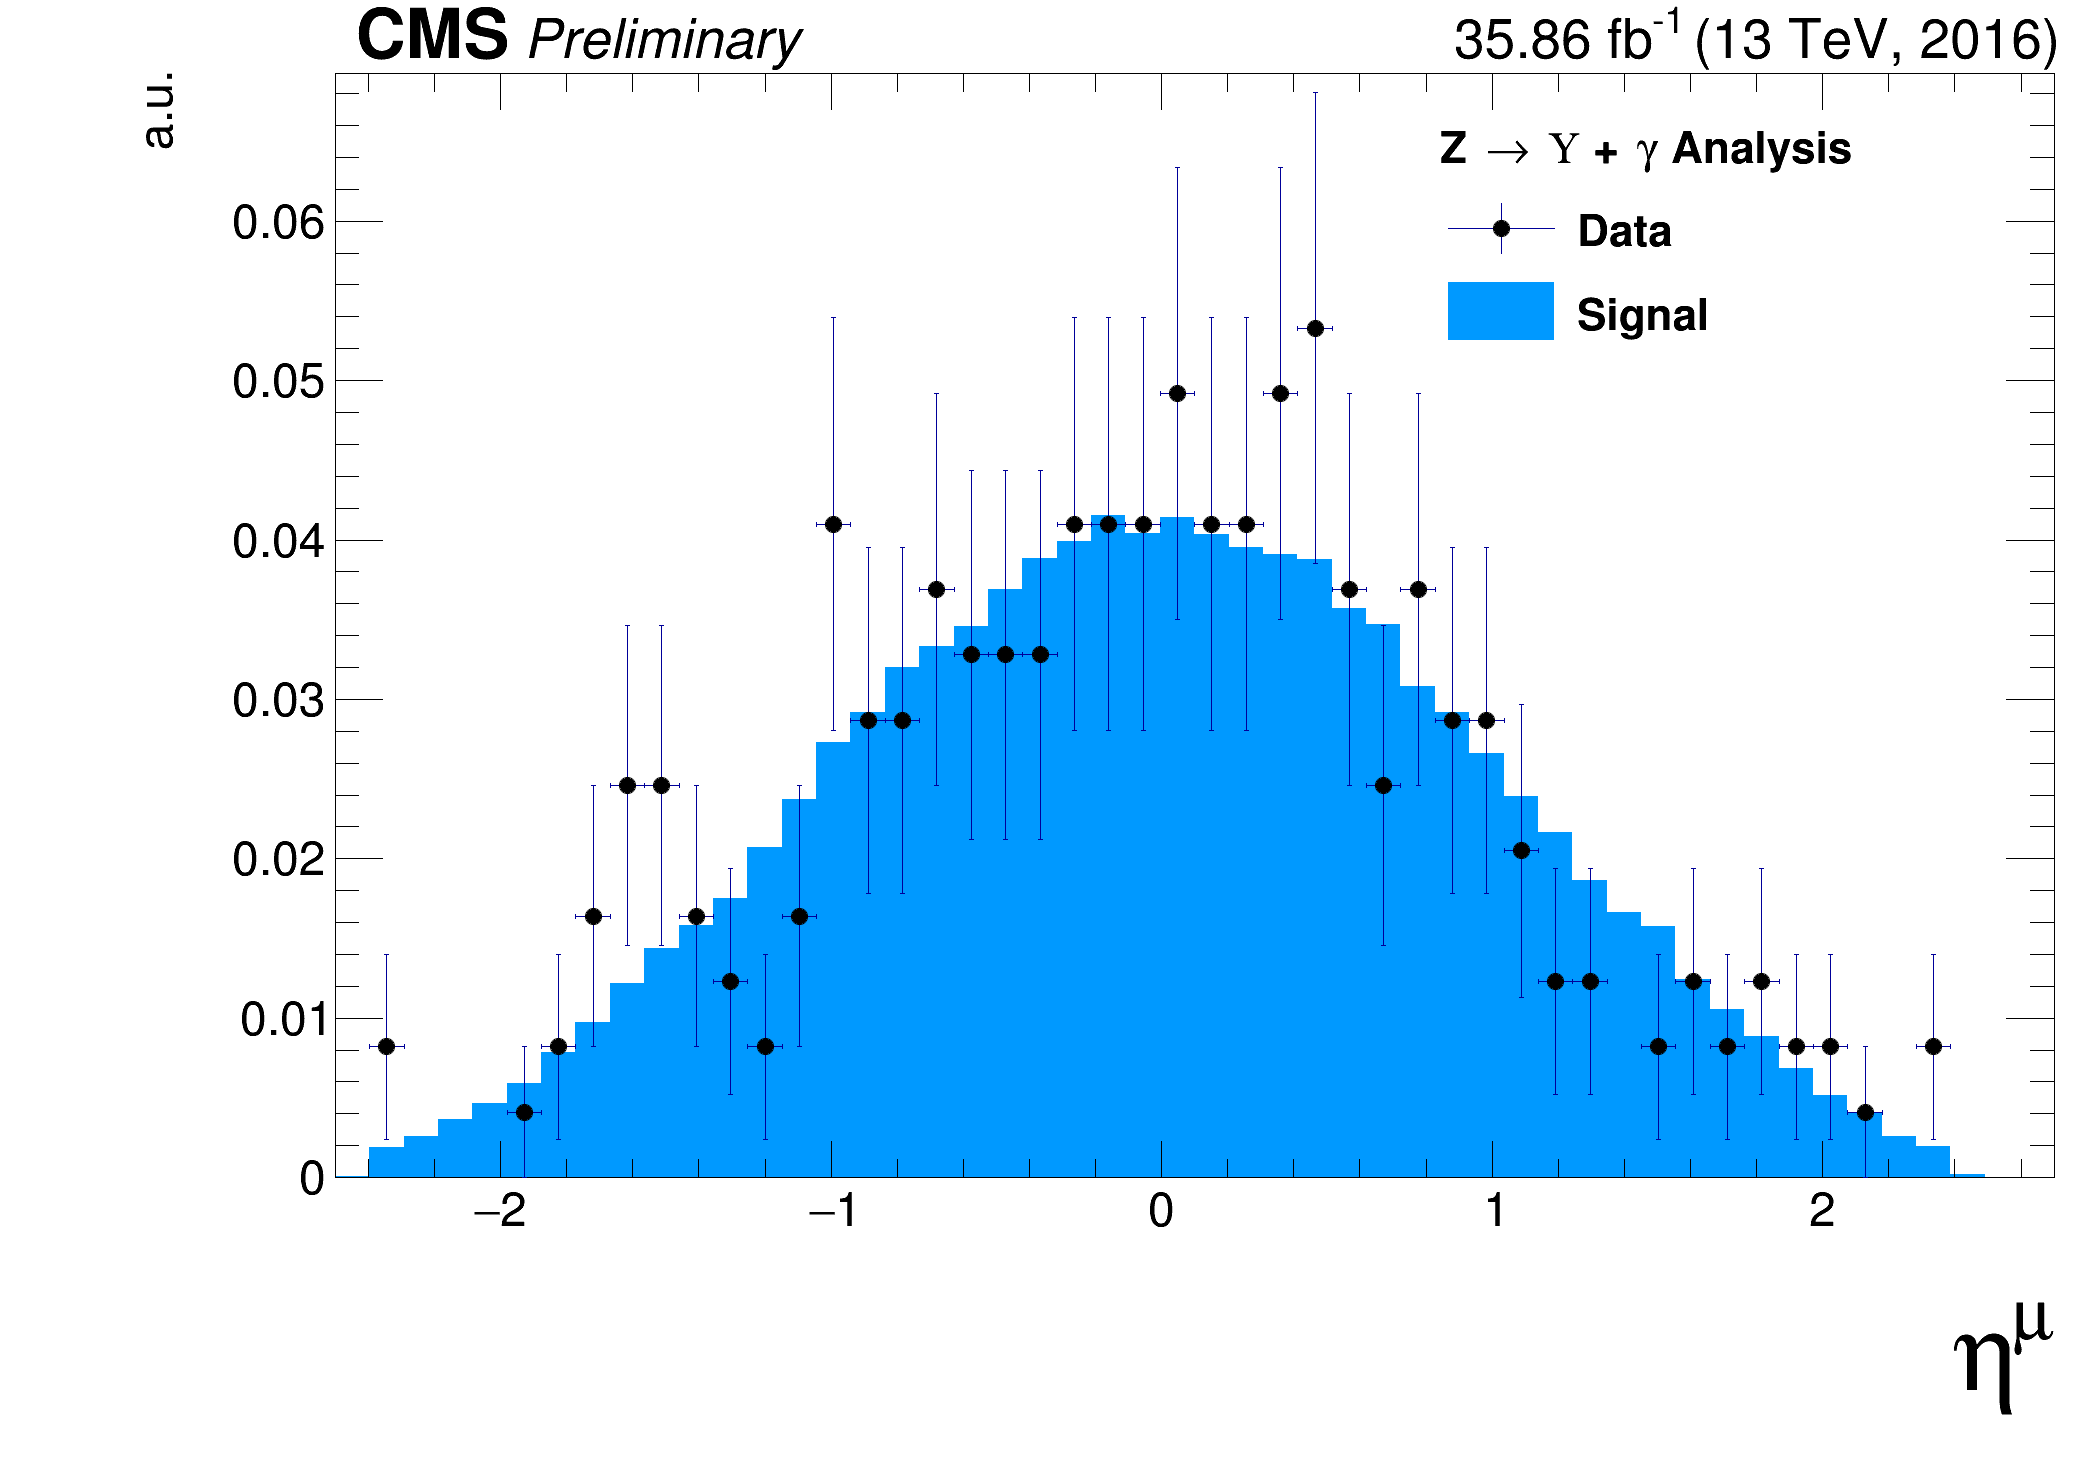 CMS Preliminary
35.86 fb⁻¹ (13 TeV, 2016)
a.u.
Z → ϒ + γ Analysis
Data
Signal
0.06
0.05
0.04
0.03
0.02
0.01
0
−2 −1 0 1 2
η^μ